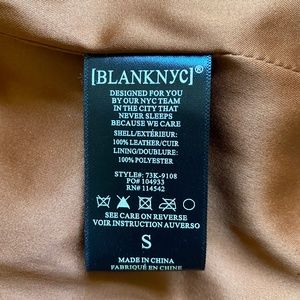 [BLANKNYC]®
DESIGNED FOR YOU
BY OUR NYC TEAM
IN THE CITY THAT
NEVER SLEEPS
BECAUSE WE CARE
SHELL/EXTÉRIEUR:
100% LEATHER/CUIR
LINING/DOUBLURE:
100% POLYESTER
STYLE#: 73K-9108
PO# 104933
RN# 114542
SEE CARE ON REVERSE
VOIR INSTRUCTION AUVERSO
S
MADE IN CHINA
FABRIQUÉ EN CHINE